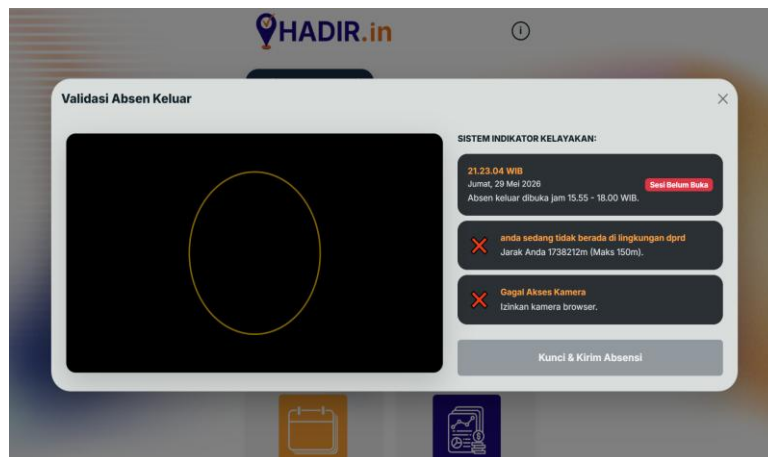 HADIR.in
Validasi Absen Keluar
SISTEM INDIKATOR KELAYAKAN:
21.23.04 WIB
Jumat, 29 Mei 2026
Sesi Belum Buka
Absen keluar dibuka jam 15.55 - 18.00 WIB.
anda sedang tidak berada di lingkungan dprd
Jarak Anda 1738212m (Maks 150m).
Gagal Akses Kamera
Izinkan kamera browser.
Kunci & Kirim Absensi